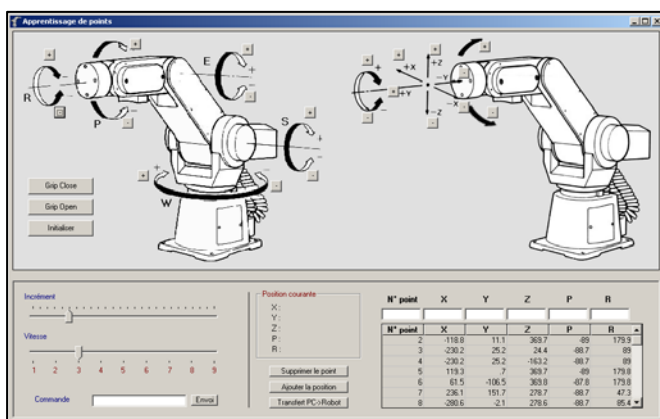 Apprentissage de points
E
R
P
S
W
+X
+Y
+Z
-X
-Y
-Z
Grip Close
Grip Open
Initialiser
Incrément
Vitesse
1 2 3 4 5 6 7 8 9
Commande
Envoi
Position courante
X :
Y :
Z :
P :
R :
Supprimer le point
Ajouter la position
Transfert PC->Robot
N° point X Y Z P R
N° point X Y Z P R
2 -118.8 11.1 369.7 -89 179.9
3 -230.2 25.2 24.4 -88.7 89
4 -230.2 25.2 -163.2 -88.7 89
5 119.3 .7 369.7 -89 179.8
6 61.5 -106.5 369.8 -87.8 179.8
7 236.1 151.7 278.7 -88.7 47.3
8 -280.6 -2.1 278.6 -88.7 85.4